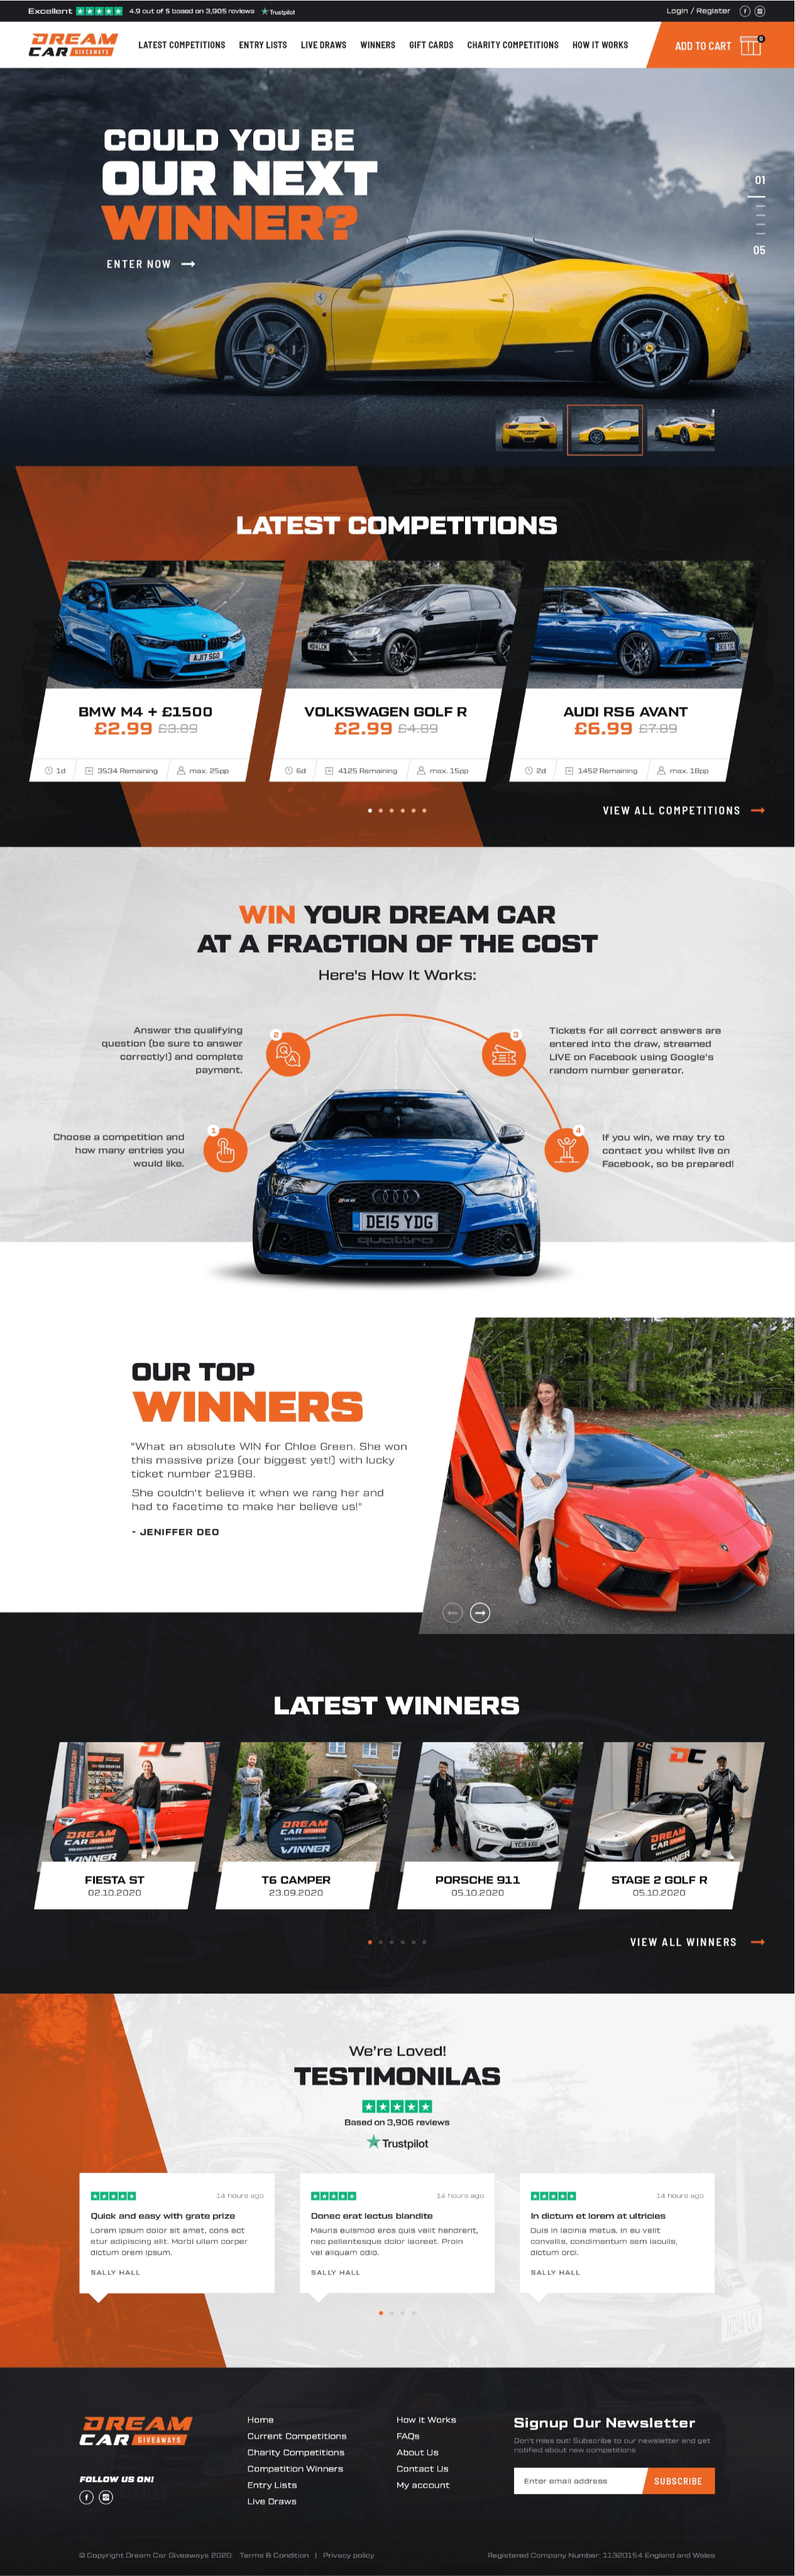 Excellent 4.9 out of 5 based on 3,905 reviews Trustpilot
Login / Register
DREAM
CAR GIVEAWAYS
LATEST COMPETITIONS ENTRY LISTS LIVE DRAWS WINNERS GIFT CARDS CHARITY COMPETITIONS HOW IT WORKS
ADD TO CART 0
COULD YOU BE
OUR NEXT
WINNER?
ENTER NOW
01
05
LATEST COMPETITIONS
AJ17 SGO
BMW M4 + £1500
£2.99 £3.89
1d 3534 Remaining max. 25pp
VOLKSWAGEN GOLF R
£2.99 £4.89
6d 4125 Remaining max. 15pp
AUDI RS6 AVANT
£6.99 £7.89
2d 1452 Remaining max. 18pp
VIEW ALL COMPETITIONS
WIN YOUR DREAM CAR
AT A FRACTION OF THE COST
Here's How It Works:
1
Choose a competition and
how many entries you
would like.
2
Answer the qualifying
question (be sure to answer
correctly!) and complete
payment.
Q A
3
Tickets for all correct answers are
entered into the draw, streamed
LIVE on Facebook using Google's
random number generator.
4
If you win, we may try to
contact you whilst live on
Facebook, so be prepared!
DE15 YDG
quattro
OUR TOP
WINNERS
"What an absolute WIN for Chloe Green. She won
this massive prize (our biggest yet!) with lucky
ticket number 21988.
She couldn't believe it when we rang her and
had to facetime to make her believe us!"
- JENIFFER DEO
LATEST WINNERS
DC
DREAM
CAR
WINNER
FIESTA ST
02.10.2020
DREAM
CAR
WINNER
T6 CAMPER
23.09.2020
YC19 AXU
PORSCHE 911
05.10.2020
DC
DREAM
CAR
WINNER
STAGE 2 GOLF R
05.10.2020
VIEW ALL WINNERS
We're Loved!
TESTIMONILAS
Based on 3,906 reviews
Trustpilot
14 hours ago
Quick and easy with grate prize
Lorem ipsum dolor sit amet, cons ect
etur adipiscing elit. Morbi ullam corper
dictum orem ipsum.
SALLY HALL
14 hours ago
Donec erat lectus blandite
Mauris euismod eros quis velit hendrerit,
nec pellentesque dolor laoreet. Proin
vel aliquam odio.
SALLY HALL
14 hours ago
In dictum et lorem at ultricies
Duis in lacinia metus. In eu velit
convallis, condimentum sem iaculis,
dictum orci.
SALLY HALL
DREAM
CAR GIVEAWAYS
FOLLOW US ON!
Home
Current Competitions
Charity Competitions
Competition Winners
Entry Lists
Live Draws
How it Works
FAQs
About Us
Contact Us
My account
Signup Our Newsletter
Don't miss out! Subscribe to our newsletter and get
notified about new competitions
Enter email address SUBSCRIBE
© Copyright Dream Car Giveaways 2020. Terms & Condition | Privacy policy
Registered Company Number: 11320154 England and Wales